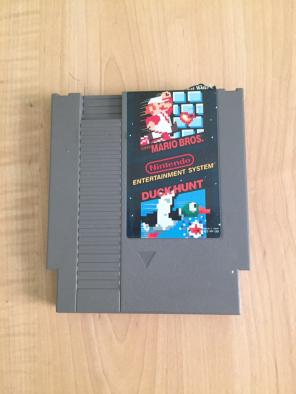 MARIO BROS.
Nintendo
ENTERTAINMENT SYSTEM
DUCK HUNT